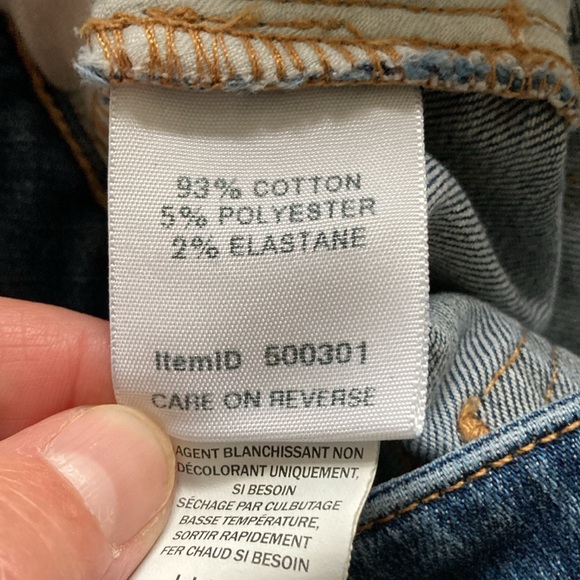 93% COTTON
5% POLYESTER
2% ELASTANE
ItemID 500301
CARE ON REVERSE
AGENT BLANCHISSANT NON
DÉCOLORANT UNIQUEMENT,
SI BESOIN
SÉCHAGE PAR CULBUTAGE
BASSE TEMPÉRATURE,
SORTIR RAPIDEMENT
FER CHAUD SI BESOIN